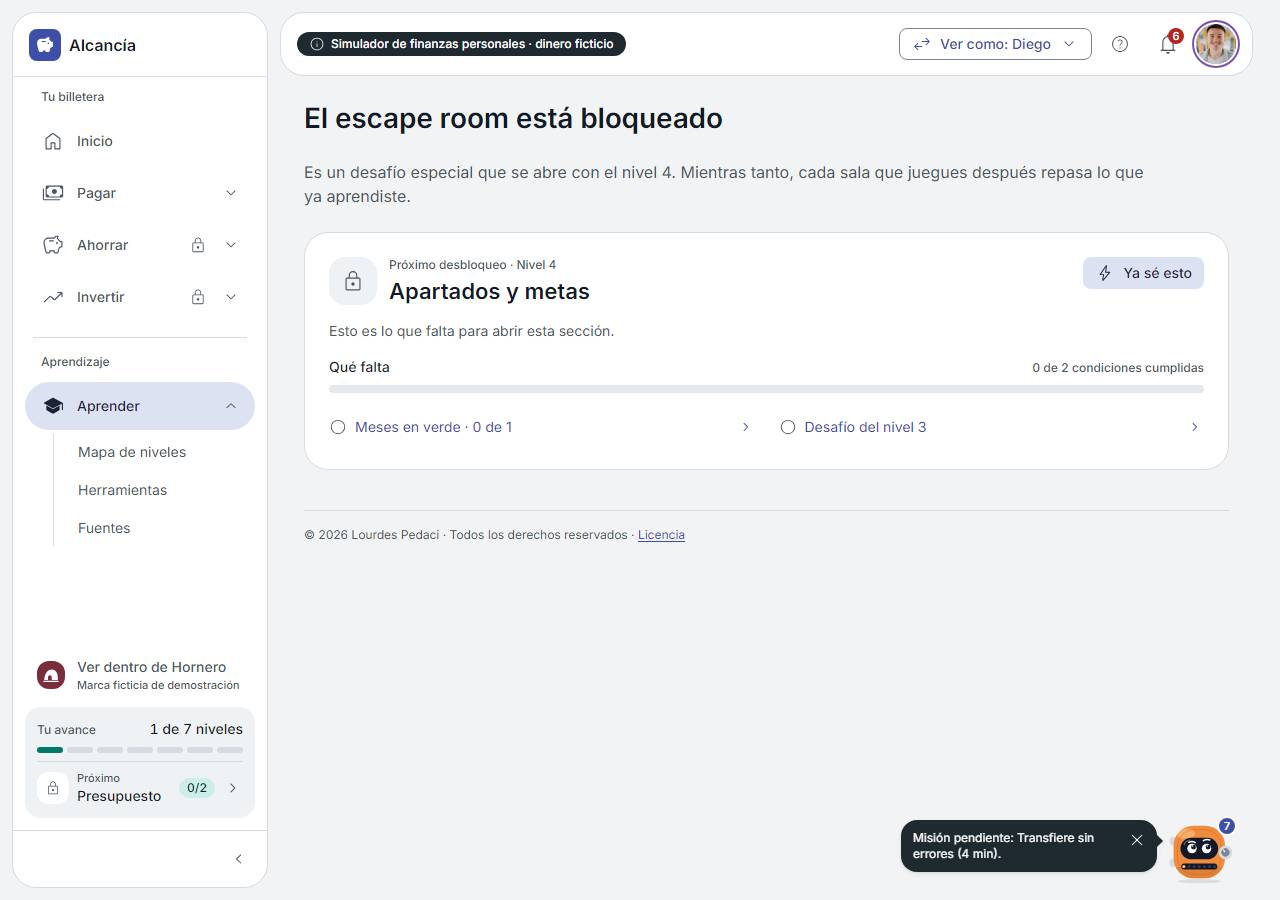 Alcancía
Tu billetera
Inicio
Pagar
Ahorrar
Invertir
Aprendizaje
Aprender
Mapa de niveles
Herramientas
Fuentes
Ver dentro de Hornero
Marca ficticia de demostración
Tu avance
1 de 7 niveles
Próximo
Presupuesto
0/2
Simulador de finanzas personales · dinero ficticio
Ver como: Diego
6
El escape room está bloqueado
Es un desafío especial que se abre con el nivel 4. Mientras tanto, cada sala que juegues después repasa lo que
ya aprendiste.
Próximo desbloqueo · Nivel 4
Apartados y metas
Ya sé esto
Esto es lo que falta para abrir esta sección.
Qué falta
0 de 2 condiciones cumplidas
Meses en verde · 0 de 1
Desafío del nivel 3
© 2026 Lourdes Pedaci · Todos los derechos reservados · Licencia
Misión pendiente: Transfiere sin
errores (4 min).
7